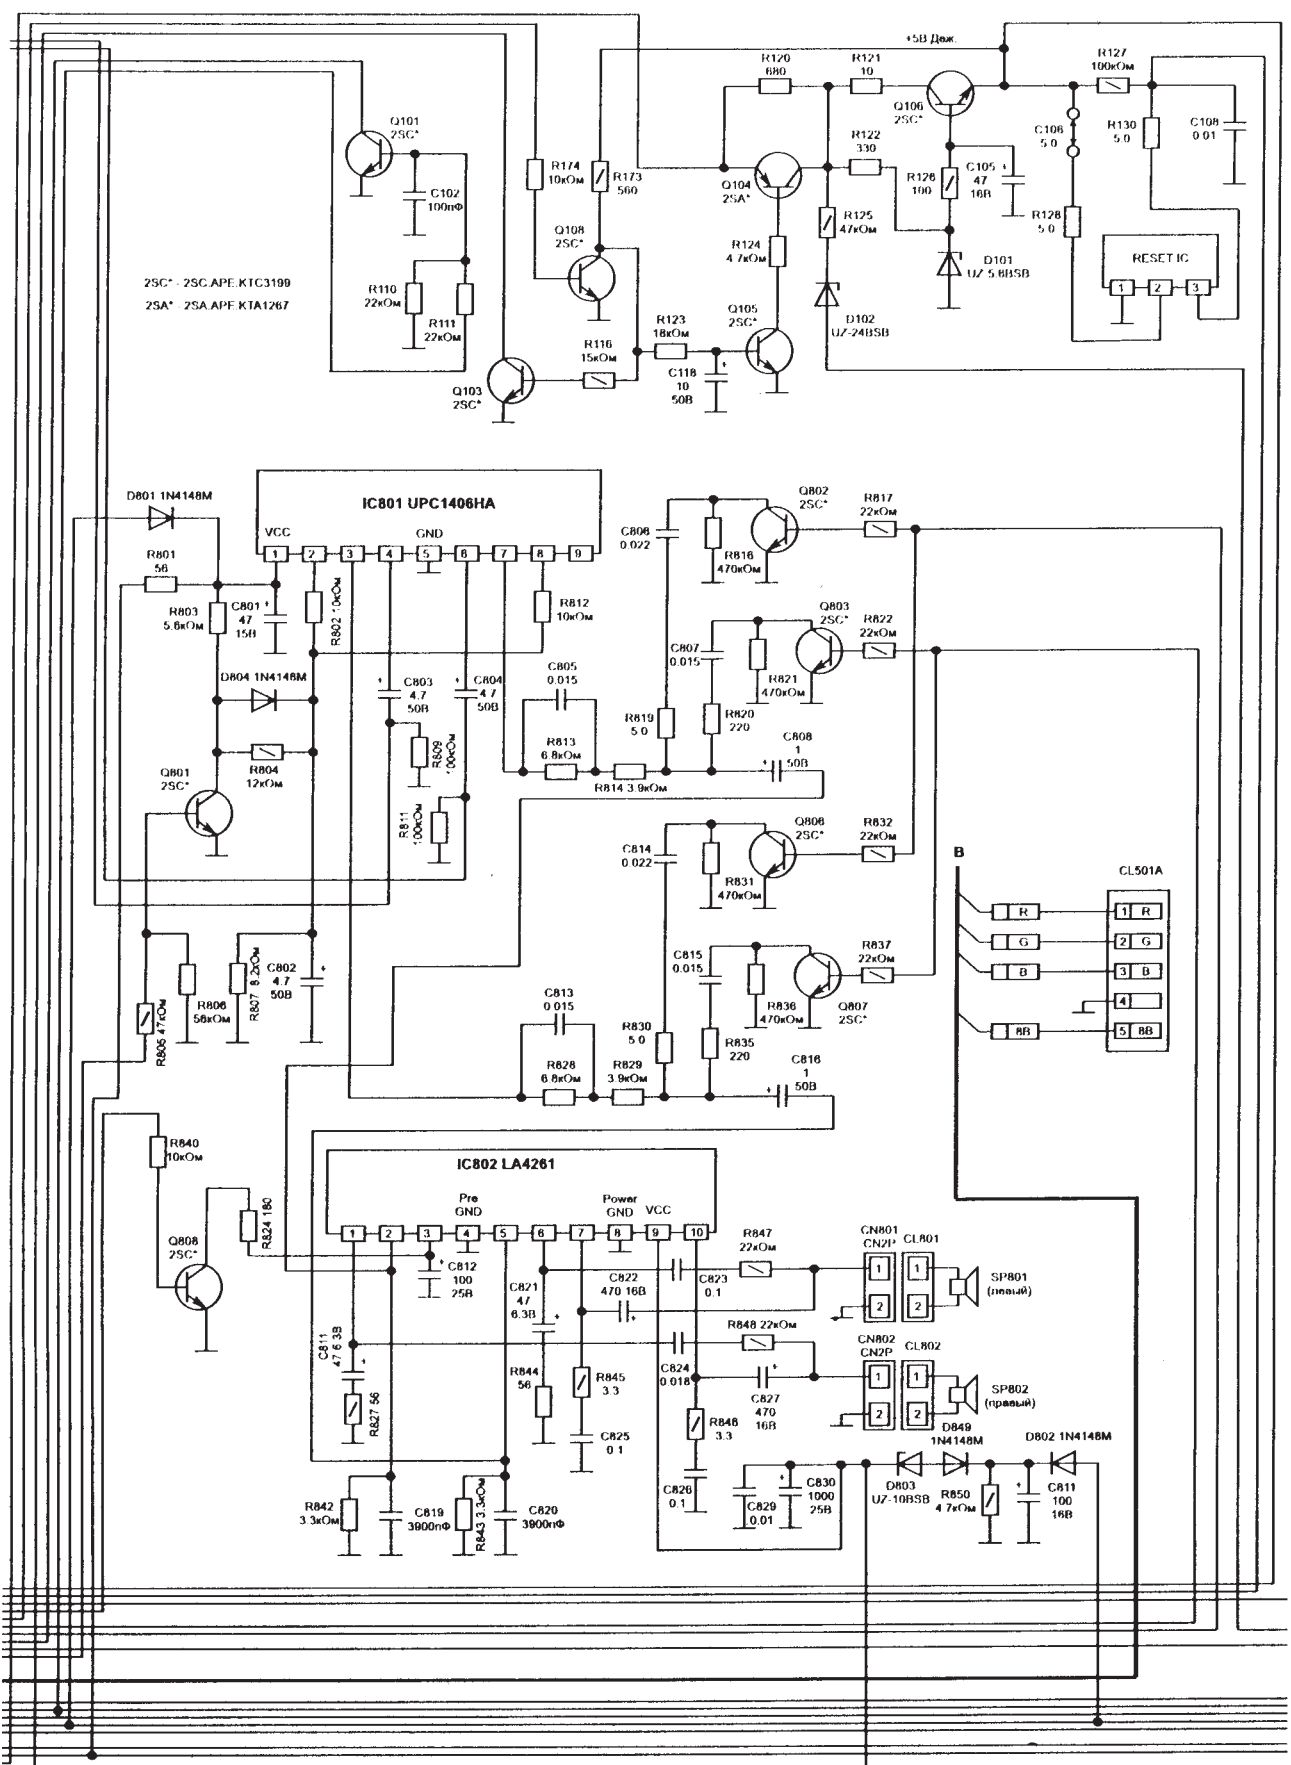 +5В Деж.
R120
680
R121
10
R127
100кОм
Q101
2SC*
Q106
2SC*
R174
10кОм
R173
560
R122
330
C106
5.0
R130
5.0
C108
0.01
C102
100пФ
Q104
2SA*
R126
100
C105
47
16В
R125
47кОм
R128
5.0
Q108
2SC*
R124
4.7кОм
D101
UZ-5.6BSB
RESET IC
1
2
3
2SC* - 2SC.APE.KTC3199
2SA* - 2SA.APE.KTA1267
R110
22кОм
R111
22кОм
R123
18кОм
Q105
2SC*
D102
UZ-24BSB
R116
15кОм
Q103
2SC*
C118
10
50В
IC801 UPC1406HA
D801 1N4148M
VCC
GND
1
2
3
4
5
6
7
8
9
R801
56
R803
5.6кОм
C801
47
15В
R802 10кОм
R812
10кОм
Q802
2SC*
R817
22кОм
C806
0.022
R816
470кОм
Q803
2SC*
R822
22кОм
C807
0.015
R821
470кОм
D804 1N4148M
C803
4.7
50В
C804
4.7
50В
C805
0.015
R819
5.0
R820
220
C808
1
50В
R813
6.8кОм
R814 3.9кОм
R804
12кОм
R809
100кОм
Q801
2SC*
R811
100кОм
C814
0.022
Q806
2SC*
R832
22кОм
R831
470кОм
B
CL501A
R
1
R
G
2
G
B
3
B
4
8B
5
8B
C815
0.015
R837
22кОм
R836
470кОм
Q807
2SC*
R805 47кОм
R806
56кОм
R807 8.2кОм
C802
4.7
50В
C813
0.015
R830
5.0
R835
220
R828
6.8кОм
R829
3.9кОм
C816
1
50В
R840
10кОм
IC802 LA4261
Pre
GND
Power
GND
VCC
1
2
3
4
5
6
7
8
9
10
R824 180
Q808
2SC*
C812
100
25В
C821
47
6.3В
C822
470 16В
C823
0.1
R847
22кОм
CN801
CN2P
CL801
1
2
1
2
SP801
(левый)
C811
47 6.3В
R848 22кОм
C824
0.018
CN802
CN2P
CL802
1
2
1
2
SP802
(правый)
R827 56
R844
56
R845
3.3
C827
470
16В
R846
3.3
C825
0.1
D849
1N4148M
D802 1N4148M
R842
3.3кОм
C819
3900пФ
R843 3.3кОм
C820
3900пФ
C826
0.1
C829
0.01
C830
1000
25В
D803
UZ-10BSB
R850
4.7кОм
C811
100
16В